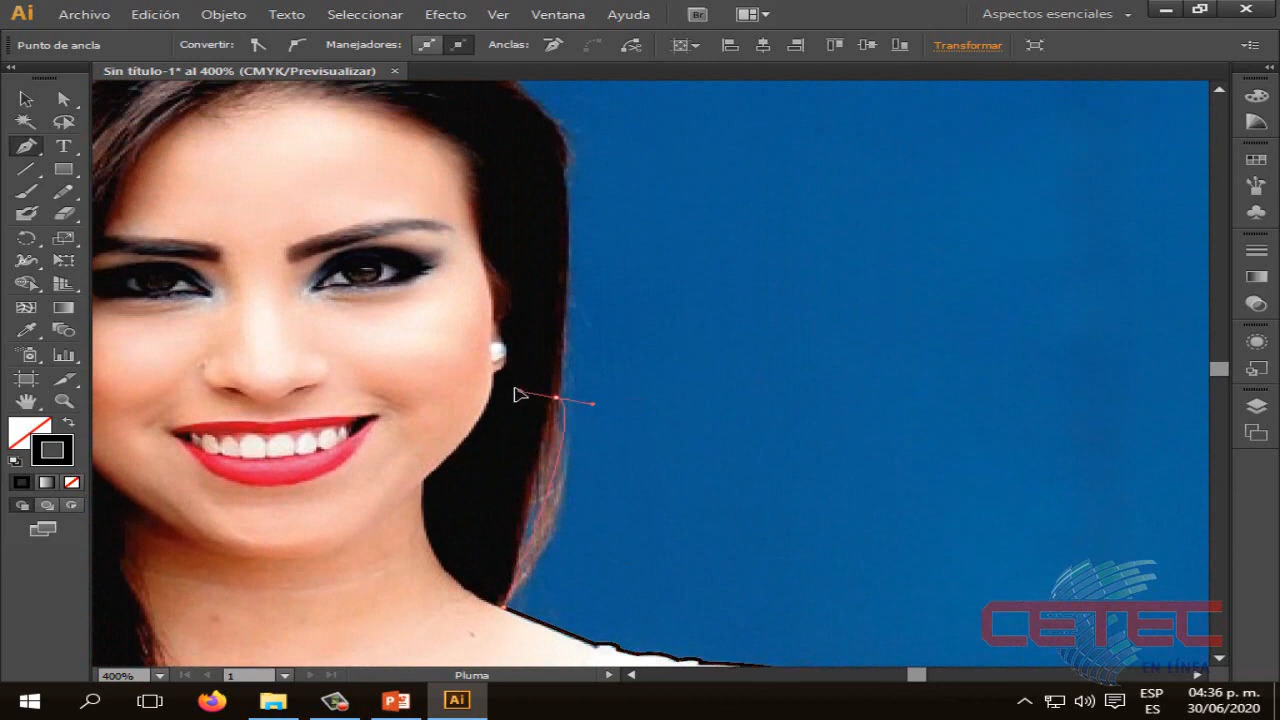 Ai Archivo Edición Objeto Texto Seleccionar Efecto Ver Ventana Ayuda Br Aspectos esenciales
Punto de ancla Convertir: Manejadores: Anclas: Transformar
Sin título-1* al 400% (CMYK/Previsualizar) ×
T
CETEC
EN LÍNEA
400% 1 Pluma
Ai ESP 04:36 p. m.
ES 30/06/2020